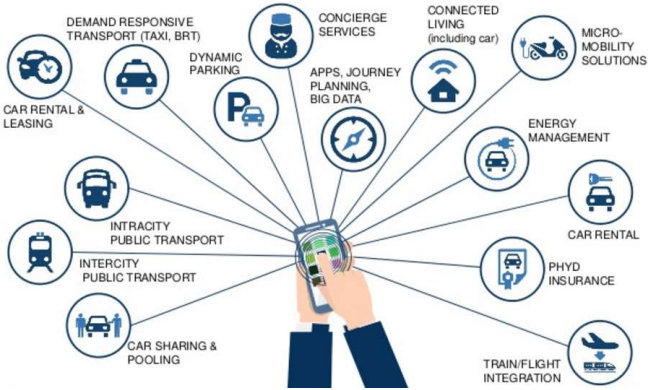 DEMAND RESPONSIVE
TRANSPORT (TAXI, BRT)
CONCIERGE
SERVICES
CONNECTED
LIVING
(including car)
MICRO-
MOBILITY
SOLUTIONS
DYNAMIC
PARKING
APPS, JOURNEY
PLANNING,
BIG DATA
CAR RENTAL &
LEASING
P
ENERGY
MANAGEMENT
INTRACITY
PUBLIC TRANSPORT
CAR RENTAL
INTERCITY
PUBLIC TRANSPORT
PHYD
INSURANCE
CAR SHARING &
POOLING
TRAIN/FLIGHT
INTEGRATION